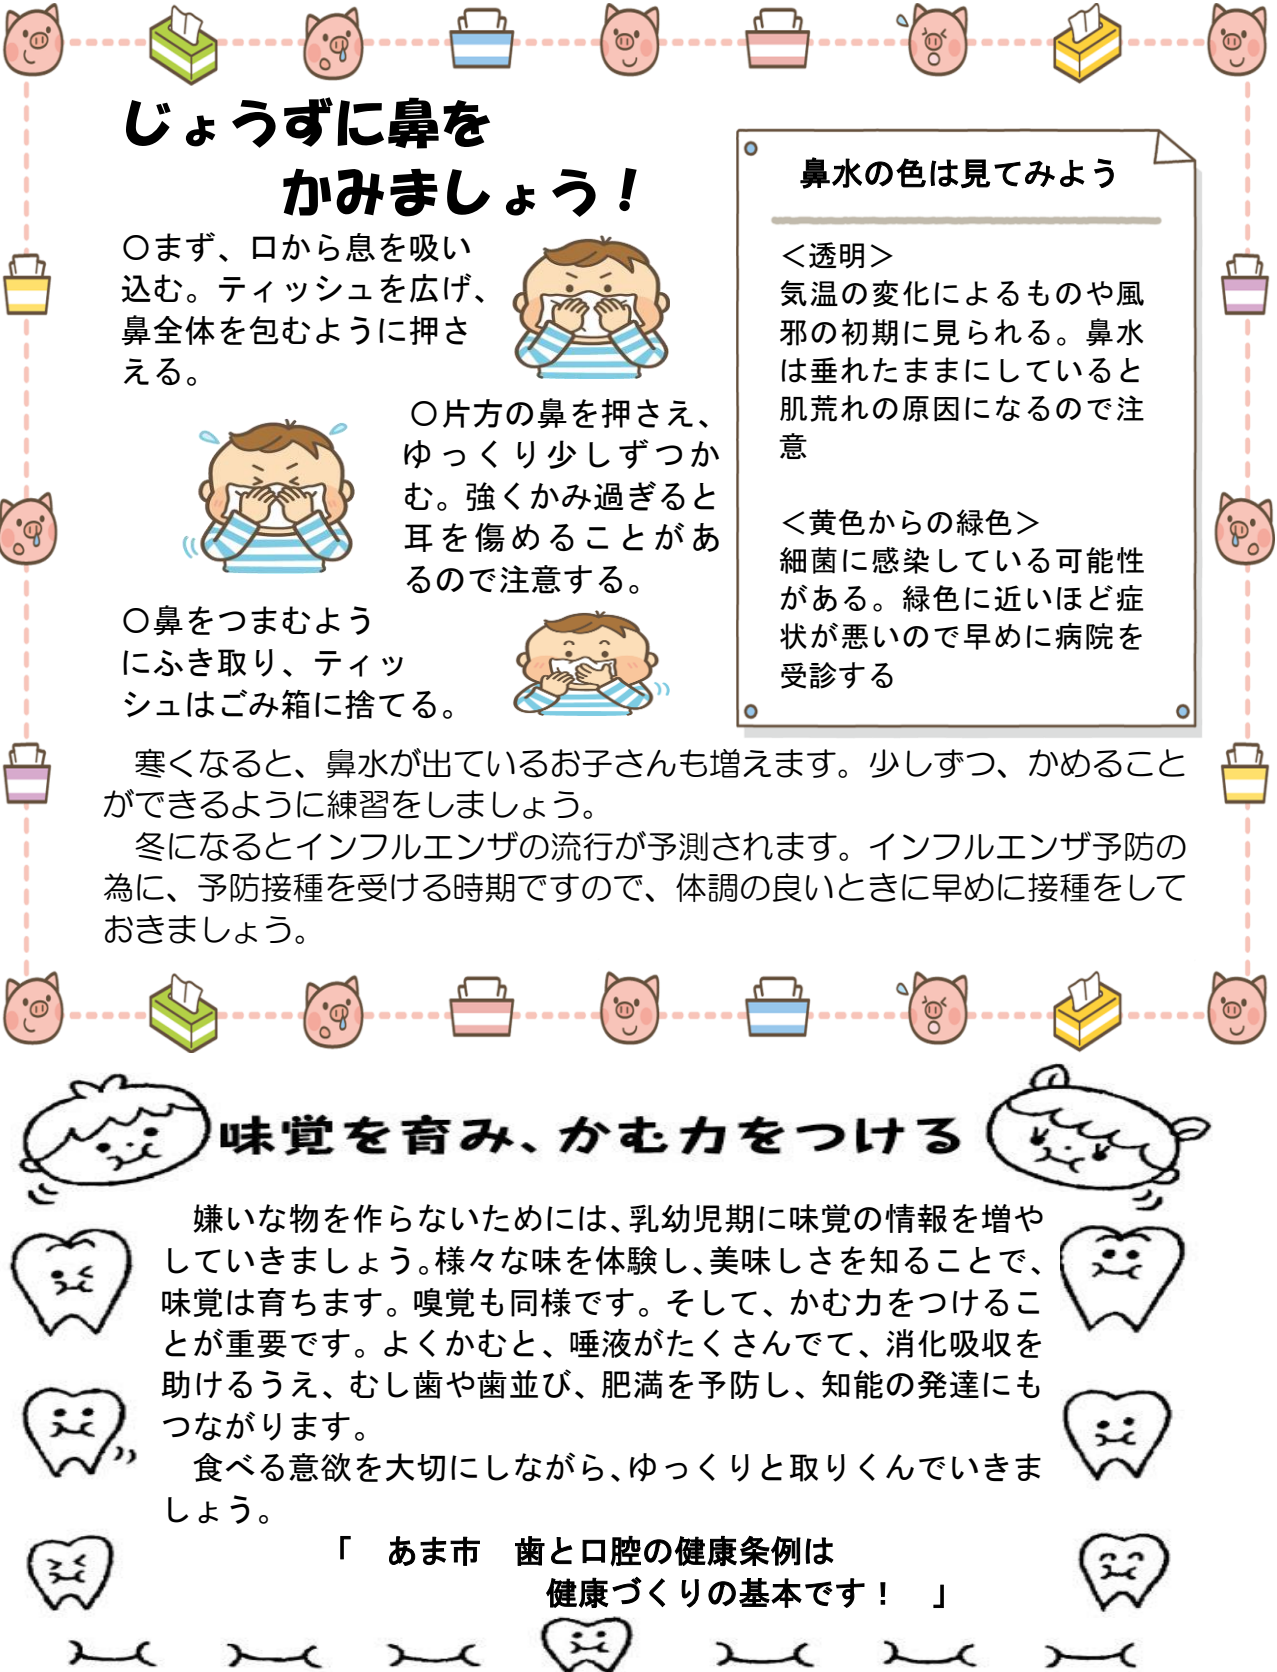 じょうずに鼻を
かみましょう！
〇まず、口から息を吸い
込む。ティッシュを広げ、
鼻全体を包むように押さ
える。
〇片方の鼻を押さえ、
ゆっくり少しずつか
む。強くかみ過ぎると
耳を傷めることがあ
るので注意する。
〇鼻をつまむよう
にふき取り、ティッ
シュはごみ箱に捨てる。
鼻水の色は見てみよう
＜透明＞
気温の変化によるものや風
邪の初期に見られる。鼻水
は垂れたままにしていると
肌荒れの原因になるので注
意
＜黄色からの緑色＞
細菌に感染している可能性
がある。緑色に近いほど症
状が悪いので早めに病院を
受診する
寒くなると、鼻水が出ているお子さんも増えます。少しずつ、かめること
ができるように練習をしましょう。
冬になるとインフルエンザの流行が予測されます。インフルエンザ予防の
為に、予防接種を受ける時期ですので、体調の良いときに早めに接種をして
おきましょう。
味覚を育み、かむ力をつける
嫌いな物を作らないためには、乳幼児期に味覚の情報を増や
していきましょう。様々な味を体験し、美味しさを知ることで、
味覚は育ちます。嗅覚も同様です。そして、かむ力をつけるこ
とが重要です。よくかむと、唾液がたくさんでて、消化吸収を
助けるうえ、むし歯や歯並び、肥満を予防し、知能の発達にも
つながります。
食べる意欲を大切にしながら、ゆっくりと取りくんでいきま
しょう。
「　あま市　歯と口腔の健康条例は
健康づくりの基本です！　」